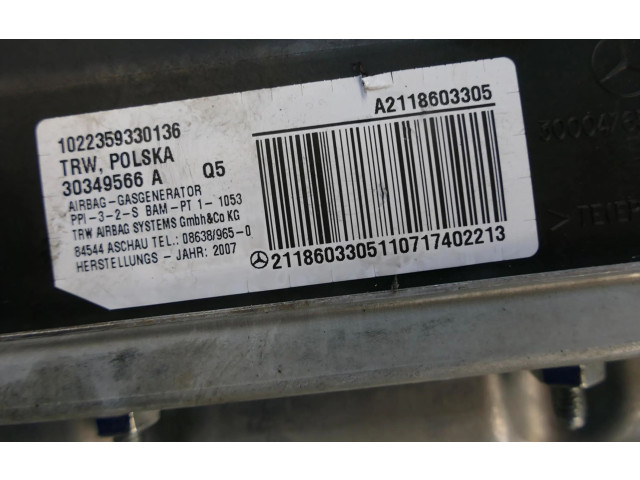 A2118603305
1022359330136
TRW, POLSKA
30349566 A Q5
AIRBAG-GASGENERATOR
PPI-3-2-S BAM-PT 1- 1053
TRW AIRBAG SYSTEMS Gmbh&Co KG
84544 ASCHAU TEL.: 08638/965-0
HERSTELLUNGS - JAHR: 2007
2118603305110717402213